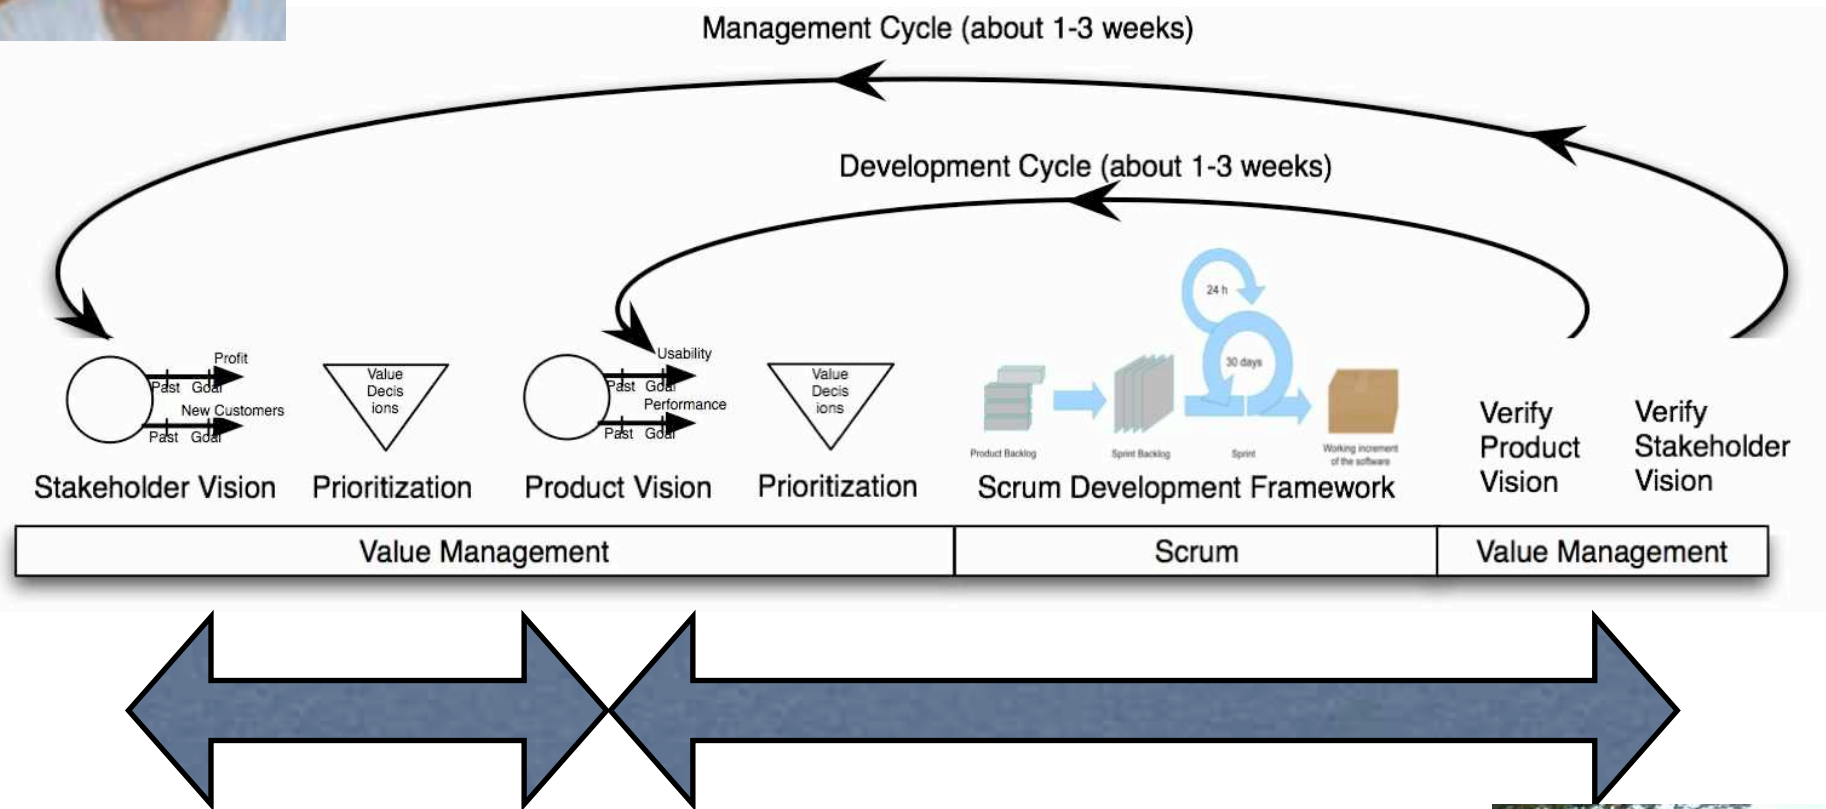 Management Cycle (about 1-3 weeks)
Development Cycle (about 1-3 weeks)
24 h
30 days
Profit
Past Goal
New Customers
Past Goal
Value
Decis
ions
Usability
Past Goal
Performance
Past Goal
Value
Decis
ions
Product Backlog
Sprint Backlog
Sprint
Working increment
of the software
Stakeholder Vision
Prioritization
Product Vision
Prioritization
Scrum Development Framework
Verify
Product
Vision
Verify
Stakeholder
Vision
Value Management
Scrum
Value Management